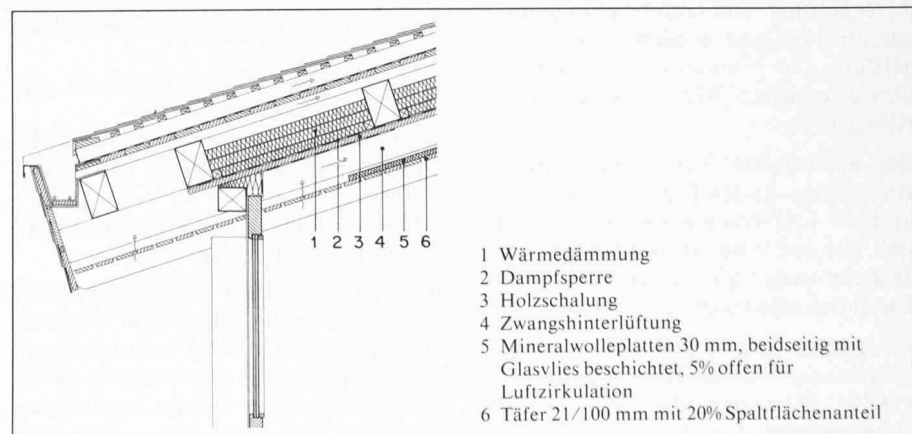 1 2 3 4 5 6
1 Wärmedämmung
2 Dampfsperre
3 Holzschalung
4 Zwangshinterlüftung
5 Mineralwolleplatten 30 mm, beidseitig mit
Glasvlies beschichtet, 5% offen für
Luftzirkulation
6 Täfer 21/100 mm mit 20% Spaltflächenanteil